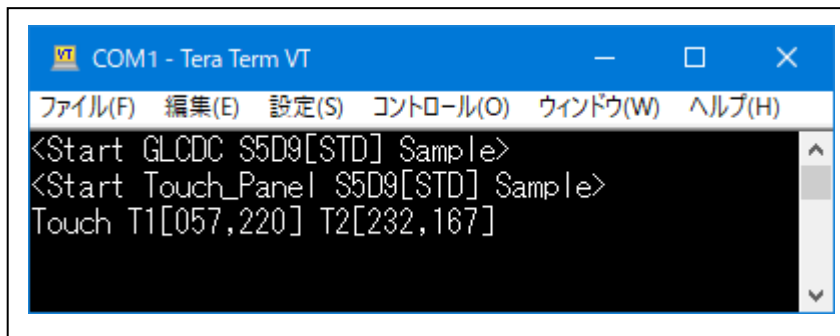 COM1 - Tera Term VT
ファイル(F) 編集(E) 設定(S) コントロール(O) ウィンドウ(W) ヘルプ(H)
<Start GLCDC S5D9[STD] Sample>
<Start Touch_Panel S5D9[STD] Sample>
Touch T1[057,220] T2[232,167]